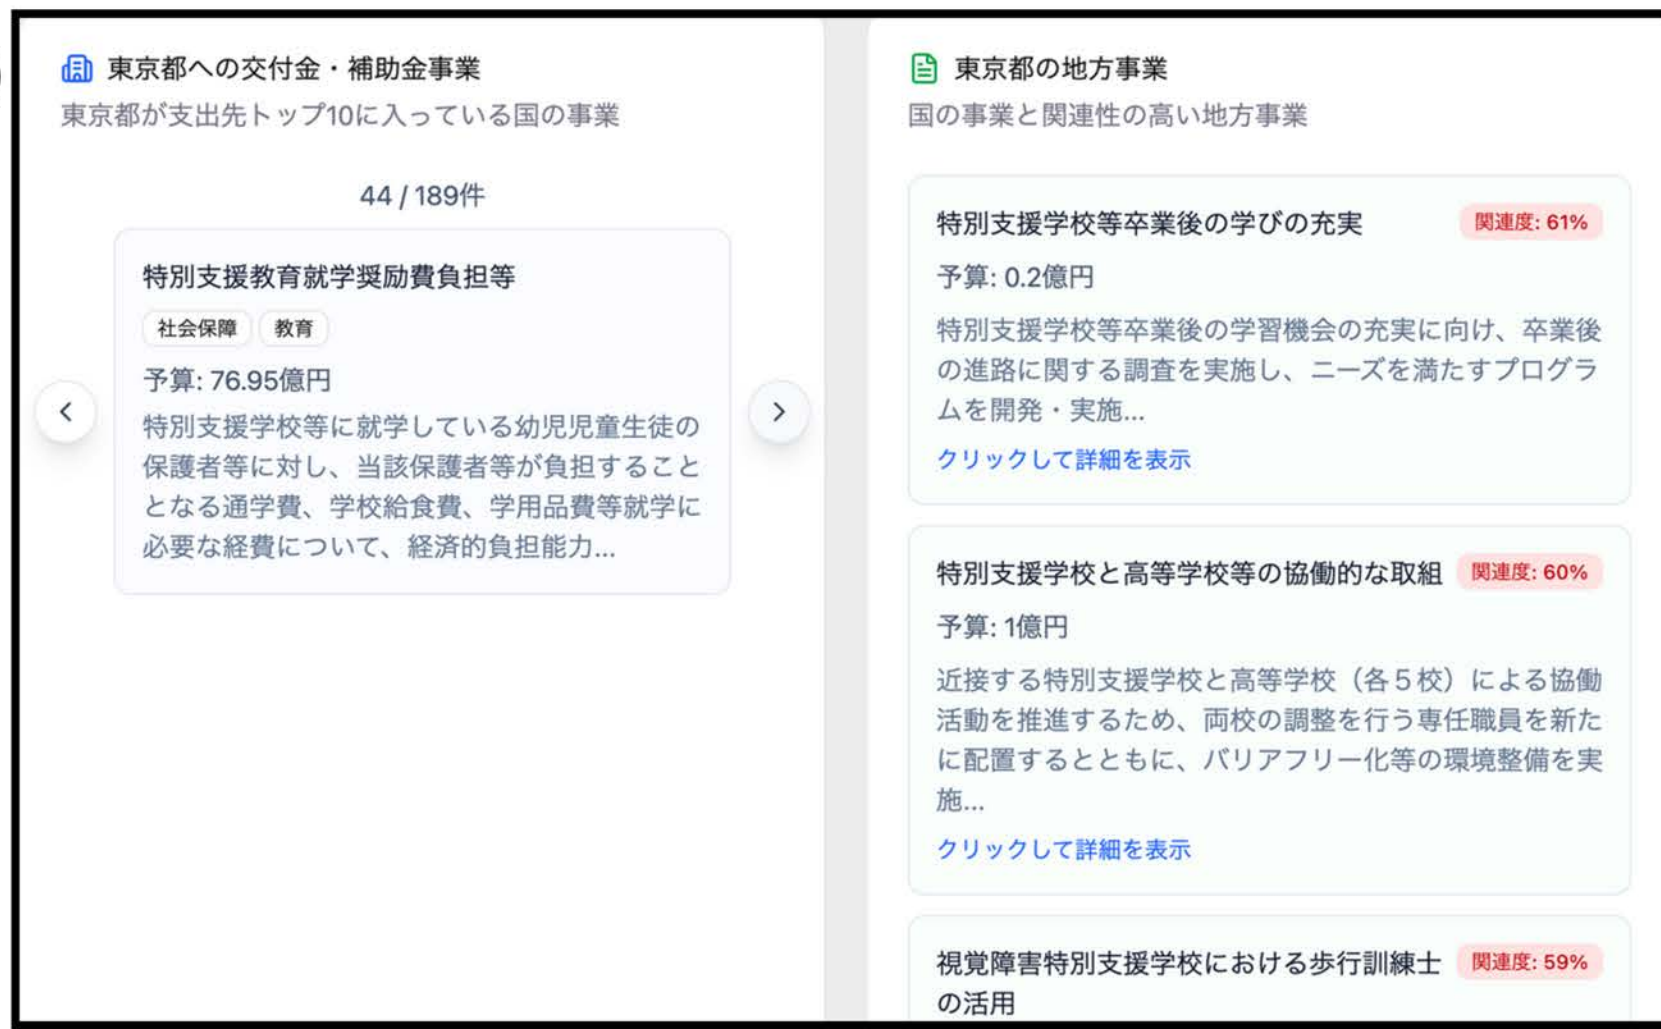 東京都への交付金・補助金事業
東京都が支出先トップ10に入っている国の事業
44 / 189件
特別支援教育就学奨励費負担等
社会保障 教育
予算: 76.95億円
特別支援学校等に就学している幼児児童生徒の
保護者等に対し、当該保護者等が負担すること
となる通学費、学校給食費、学用品費等就学に
必要な経費について、経済的負担能力...
東京都の地方事業
国の事業と関連性の高い地方事業
特別支援学校等卒業後の学びの充実 関連度: 61%
予算: 0.2億円
特別支援学校等卒業後の学習機会の充実に向け、卒業後
の進路に関する調査を実施し、ニーズを満たすプログラ
ムを開発・実施...
クリックして詳細を表示
特別支援学校と高等学校等の協働的な取組 関連度: 60%
予算: 1億円
近接する特別支援学校と高等学校（各５校）による協働
活動を推進するため、両校の調整を行う専任職員を新た
に配置するとともに、バリアフリー化等の環境整備を実
施...
クリックして詳細を表示
視覚障害特別支援学校における歩行訓練士 関連度: 59%
の活用